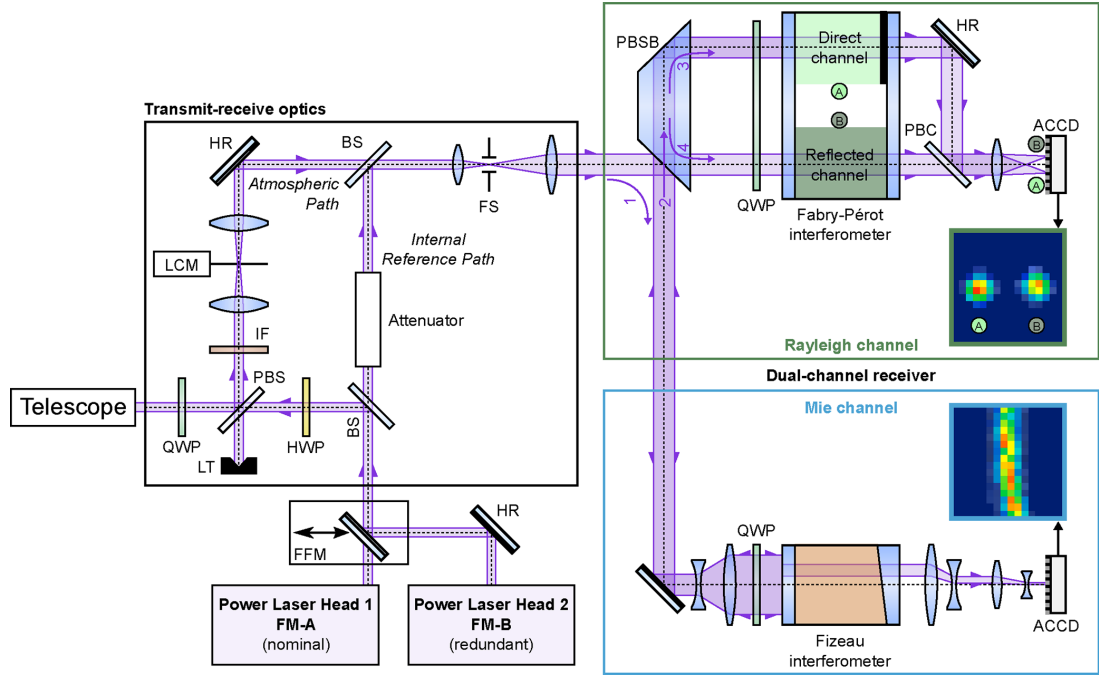 Transmit-receive optics
HR
BS
Atmospheric
Path
FS
Internal
Reference Path
LCM
Attenuator
IF
PBS
Telescope
QWP
HWP
BS
LT
FFM
HR
Power Laser Head 1
FM-A
(nominal)
Power Laser Head 2
FM-B
(redundant)
PBSB
1
2
3
4
QWP
Direct
channel
A
B
Reflected
channel
Fabry-Pérot
interferometer
HR
PBC
ACCD
B
A
A
B
Rayleigh channel
Dual-channel receiver
Mie channel
QWP
Fizeau
interferometer
ACCD